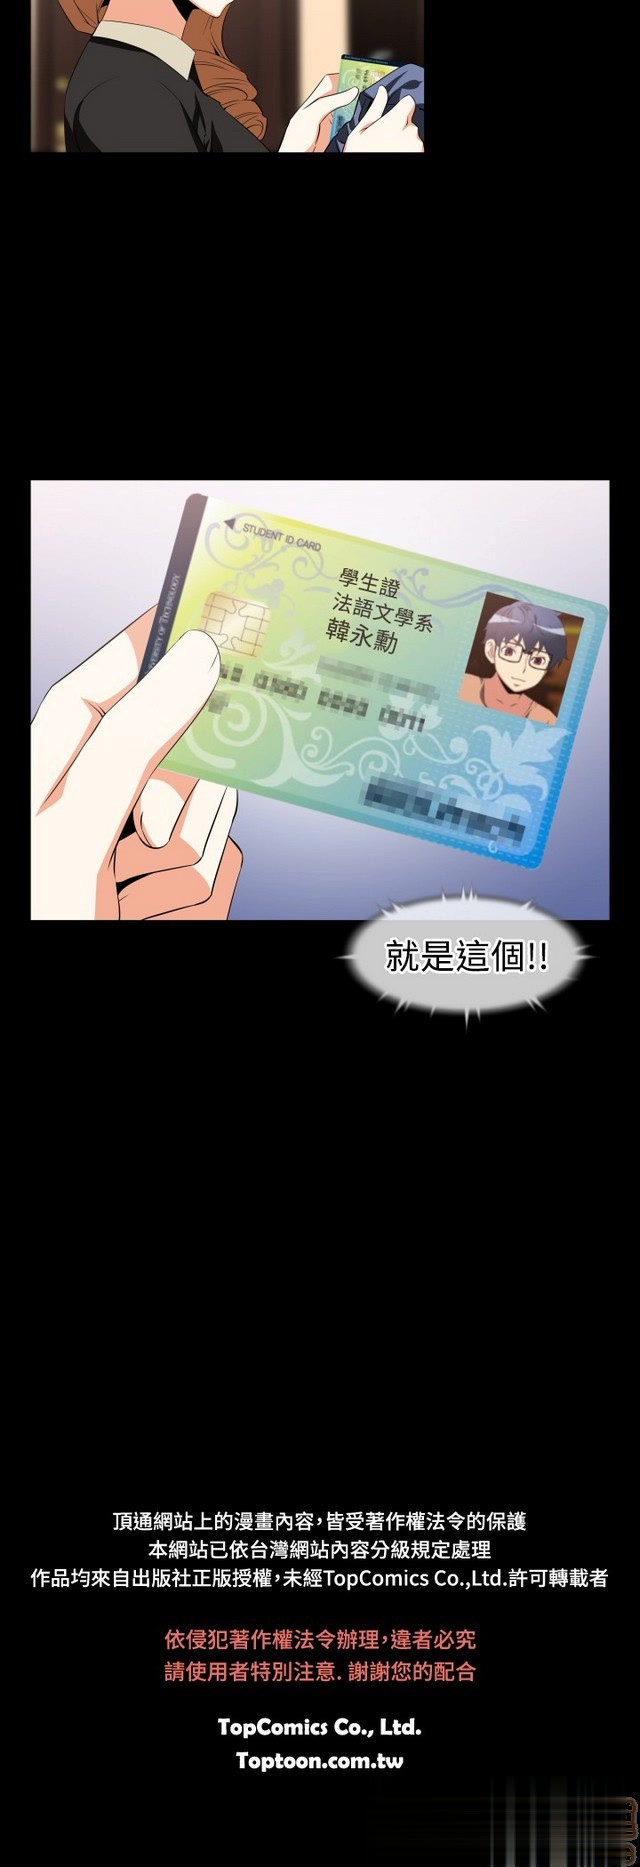 STUDENT ID CARD
學生證
法語文學系
韓永勳
OF TECHNOLOGY
6
就是這個!!
頂通網站上的漫畫內容，皆受著作權法令的保護
本網站已依台灣網站內容分級規定處理
作品均來自出版社正版授權，未經TopComics Co.,Ltd.許可轉載者
依侵犯著作權法令辦理，違者必究
請使用者特別注意. 謝謝您的配合
TopComics Co., Ltd.
Toptoon.com.tw